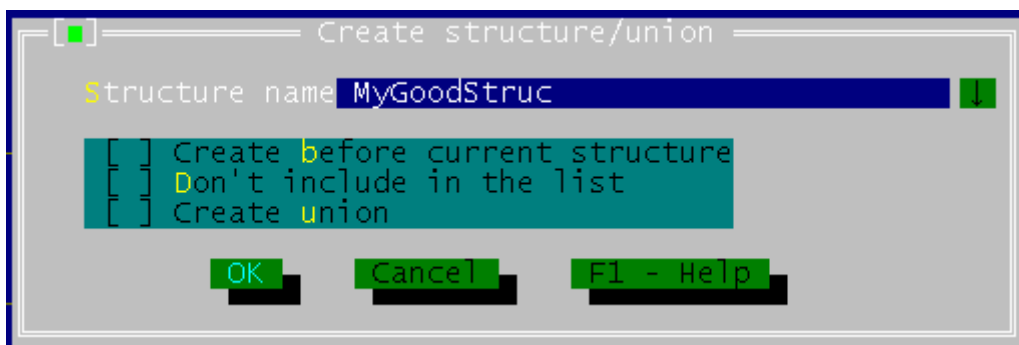 [■] Create structure/union
Structure name MyGoodStruc ↓
[ ] Create before current structure
[ ] Don't include in the list
[ ] Create union
OK Cancel F1 - Help